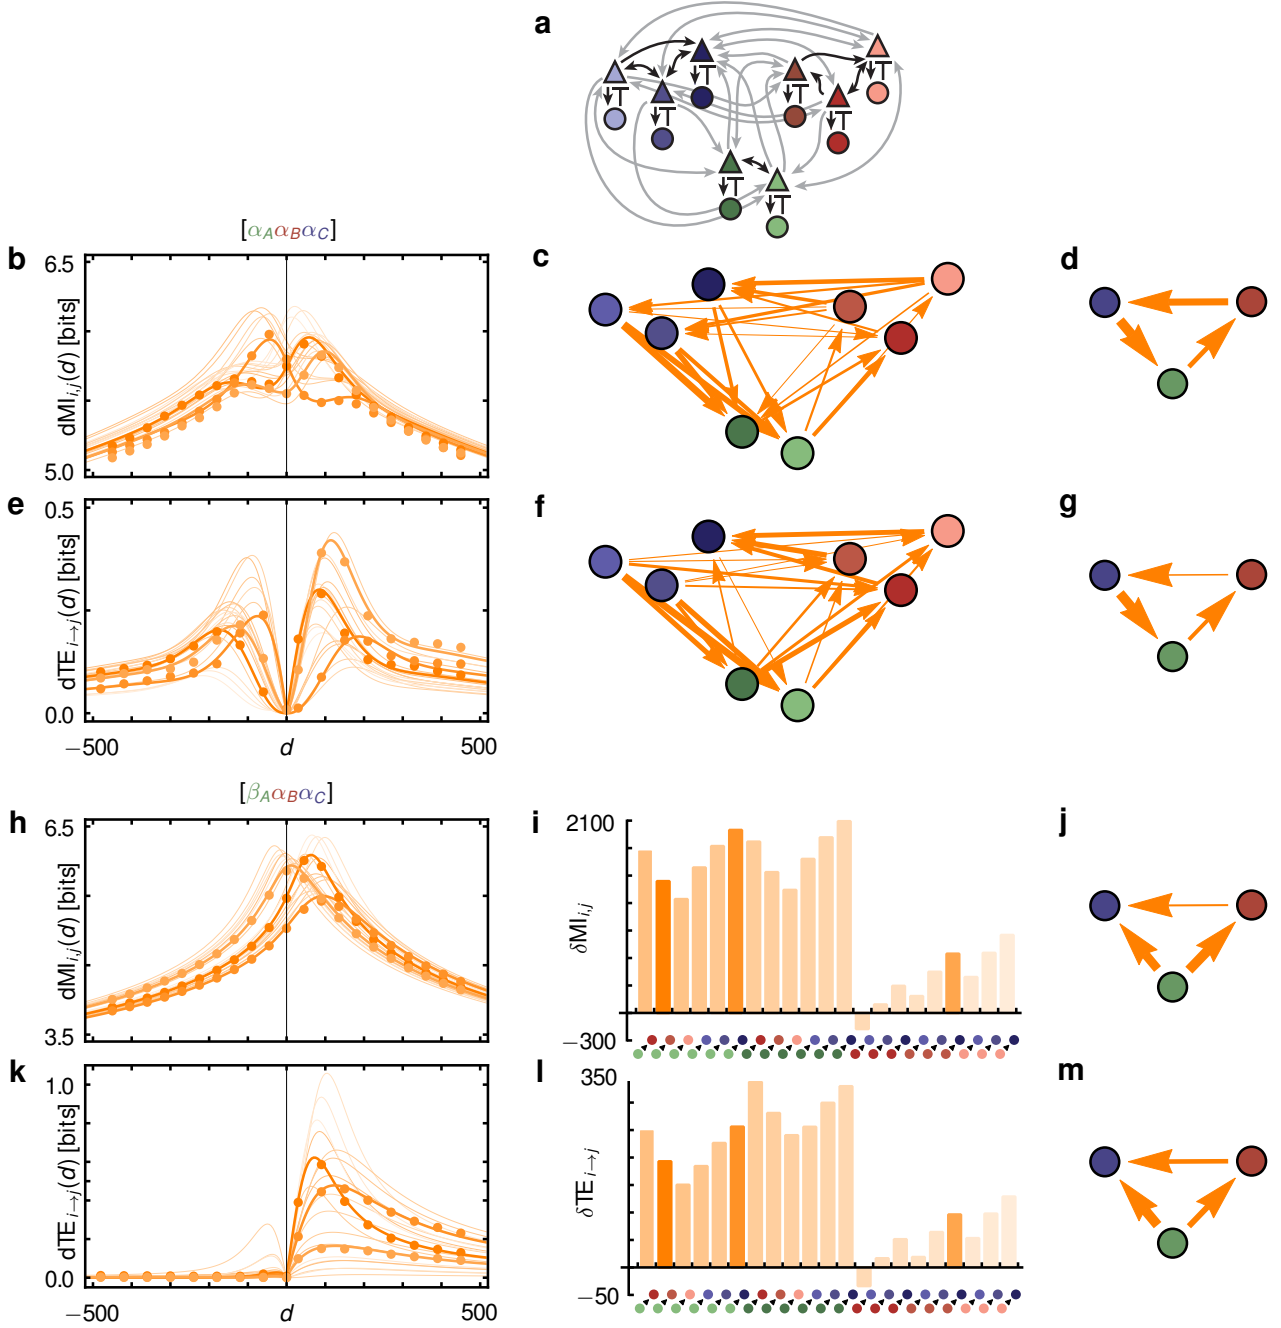 a
[αAαBαC]
b
6.5
dMIi,j(d) [bits]
5.0
c
d
e
0.5
dTEi→j(d) [bits]
0.0
−500
d
500
f
g
[βAαBαC]
h
6.5
dMIi,j(d) [bits]
3.5
i
2100
δMIi,j
−300
j
k
1.0
dTEi→j(d) [bits]
0.0
−500
d
500
l
350
δTEi→j
−50
m